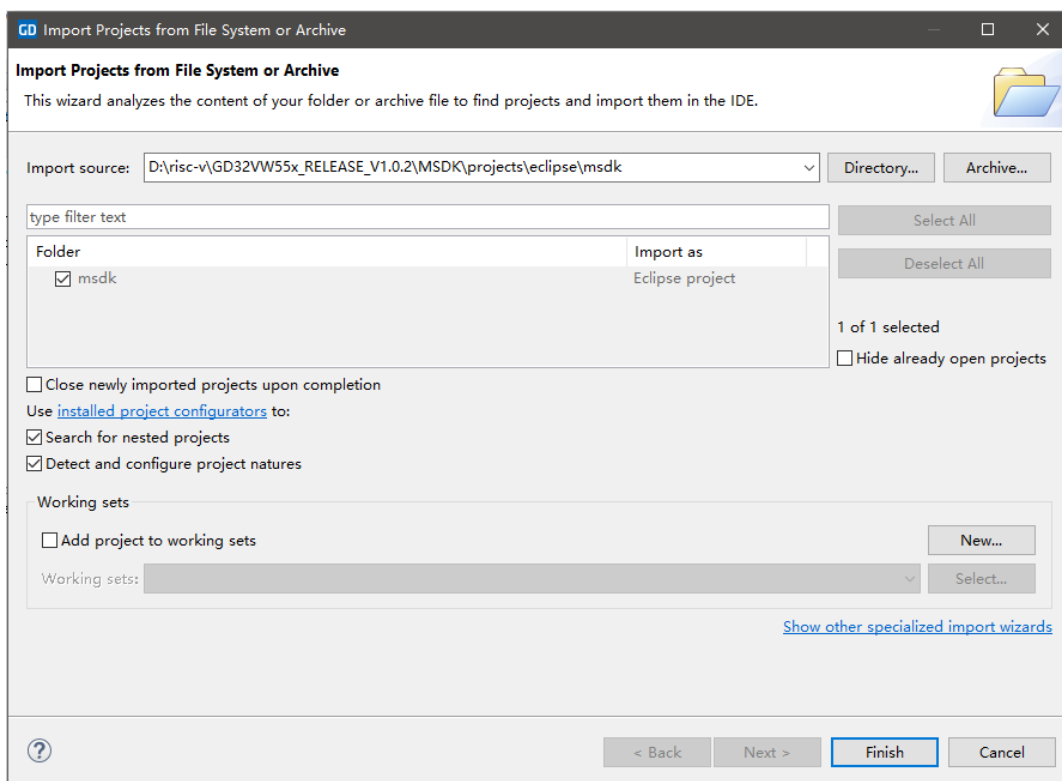 GD Import Projects from File System or Archive
Import Projects from File System or Archive
This wizard analyzes the content of your folder or archive file to find projects and import them in the IDE.
Import source: D:\risc-v\GD32VW55x_RELEASE_V1.0.2\MSDK\projects\eclipse\msdk Directory... Archive...
type filter text Select All
Folder Import as
Deselect All
msdk Eclipse project
1 of 1 selected
Hide already open projects
Close newly imported projects upon completion
Use installed project configurators to:
Search for nested projects
Detect and configure project natures
Working sets
Add project to working sets New...
Working sets: Select...
Show other specialized import wizards
? < Back Next > Finish Cancel